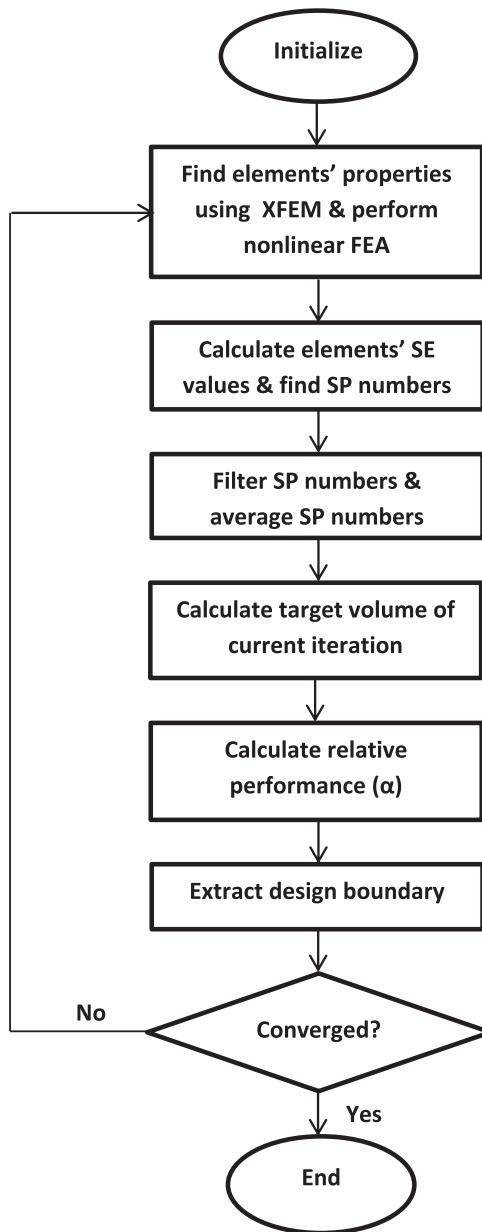 Initialize
Find elements’ properties
using XFEM & perform
nonlinear FEA
Calculate elements’ SE
values & find SP numbers
Filter SP numbers &
average SP numbers
Calculate target volume of
current iteration
Calculate relative
performance (α)
Extract design boundary
No
Converged?
Yes
End